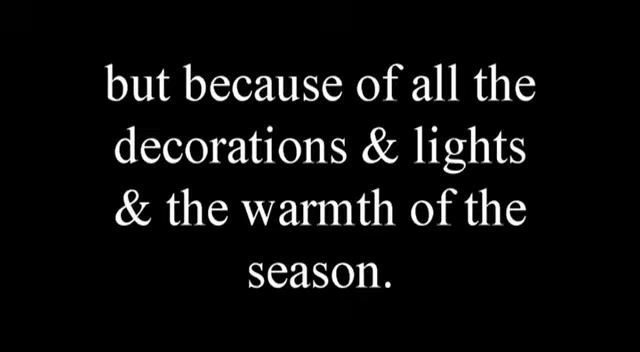 but because of all the
decorations & lights
& the warmth of the
season.